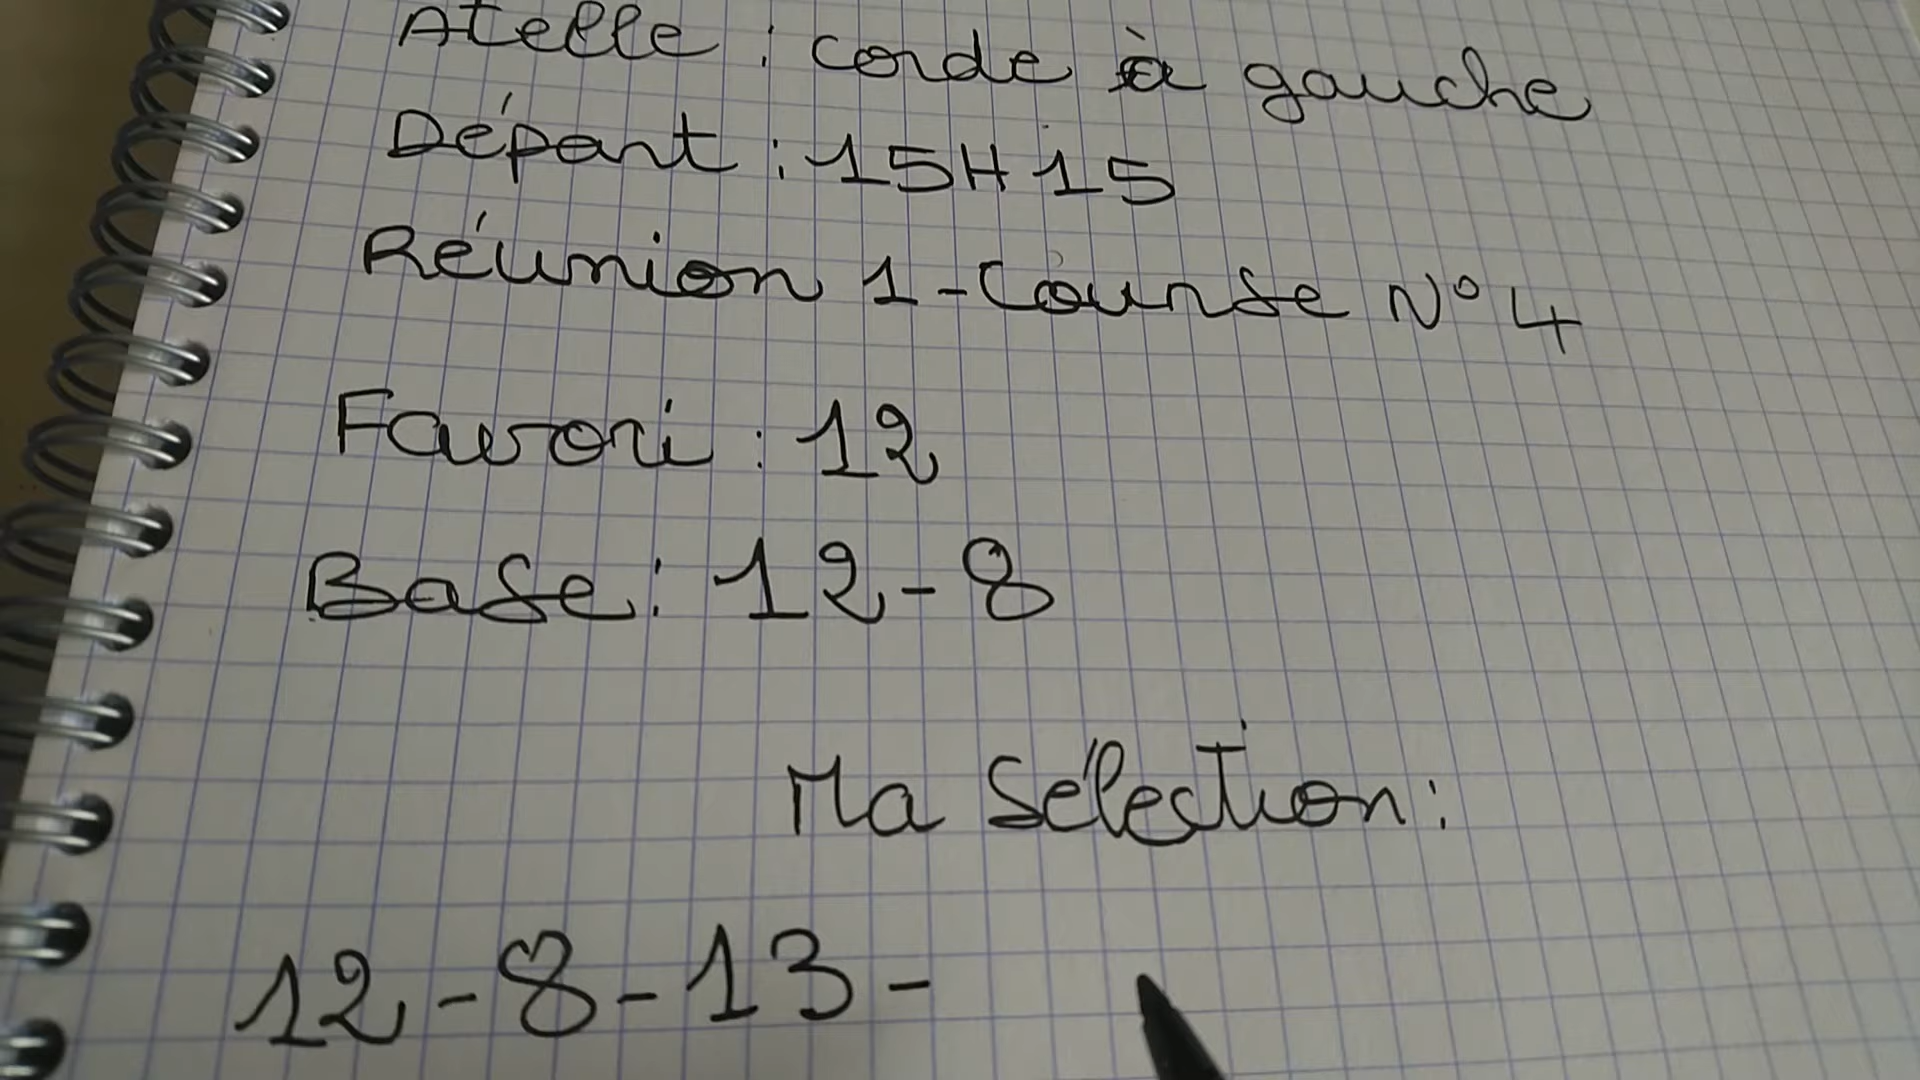 Atelle : corde à gauche
Départ : 15H15
Réunion 1 - Course N° 4
Favori : 12
Base : 12 - 8
Ma Sélection :
12 - 8 - 13 -